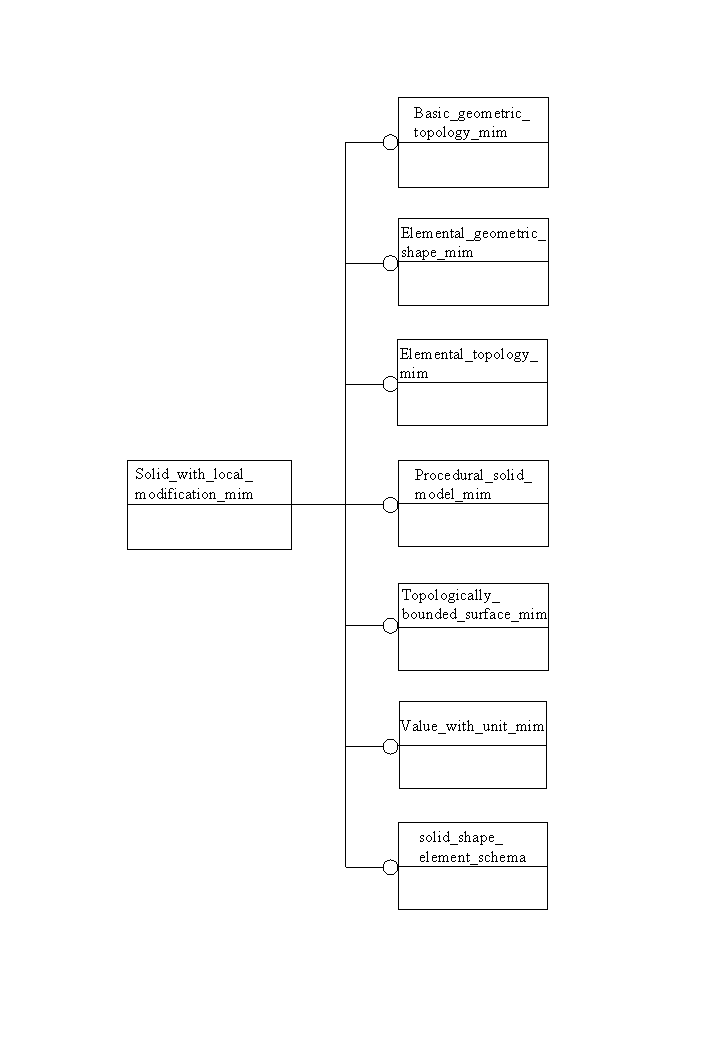 Basic_geometric_
topology_mim
Elemental_geometric_
shape_mim
Elemental_topology_
mim
Solid_with_local_
modification_mim
Procedural_solid_
model_mim
Topologically_
bounded_surface_mim
Value_with_unit_mim
solid_shape_
element_schema